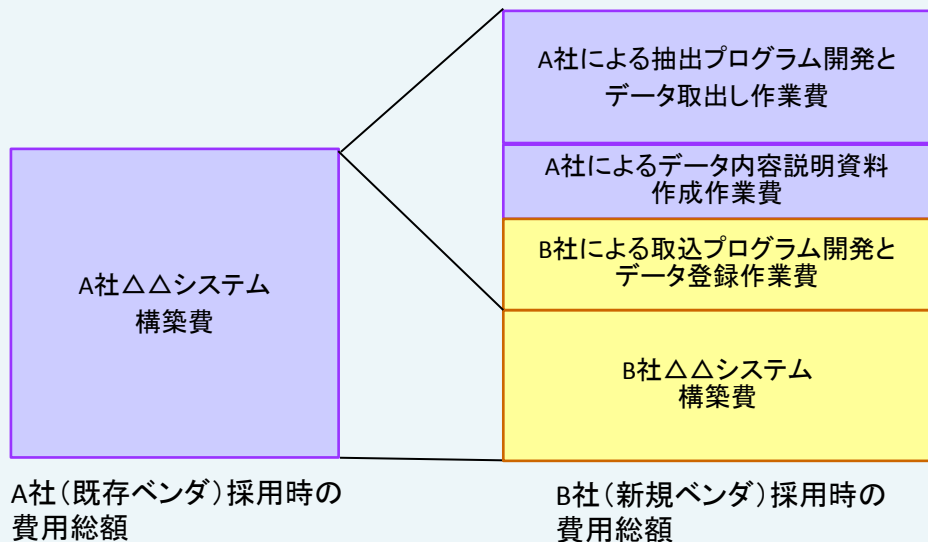 A社による抽出プログラム開発と
データ取出し作業費
A社によるデータ内容説明資料
作成作業費
B社による取込プログラム開発と
データ登録作業費
A社△△システム
構築費
B社△△システム
構築費
A社(既存ベンダ)採用時の
費用総額
B社(新規ベンダ)採用時の
費用総額